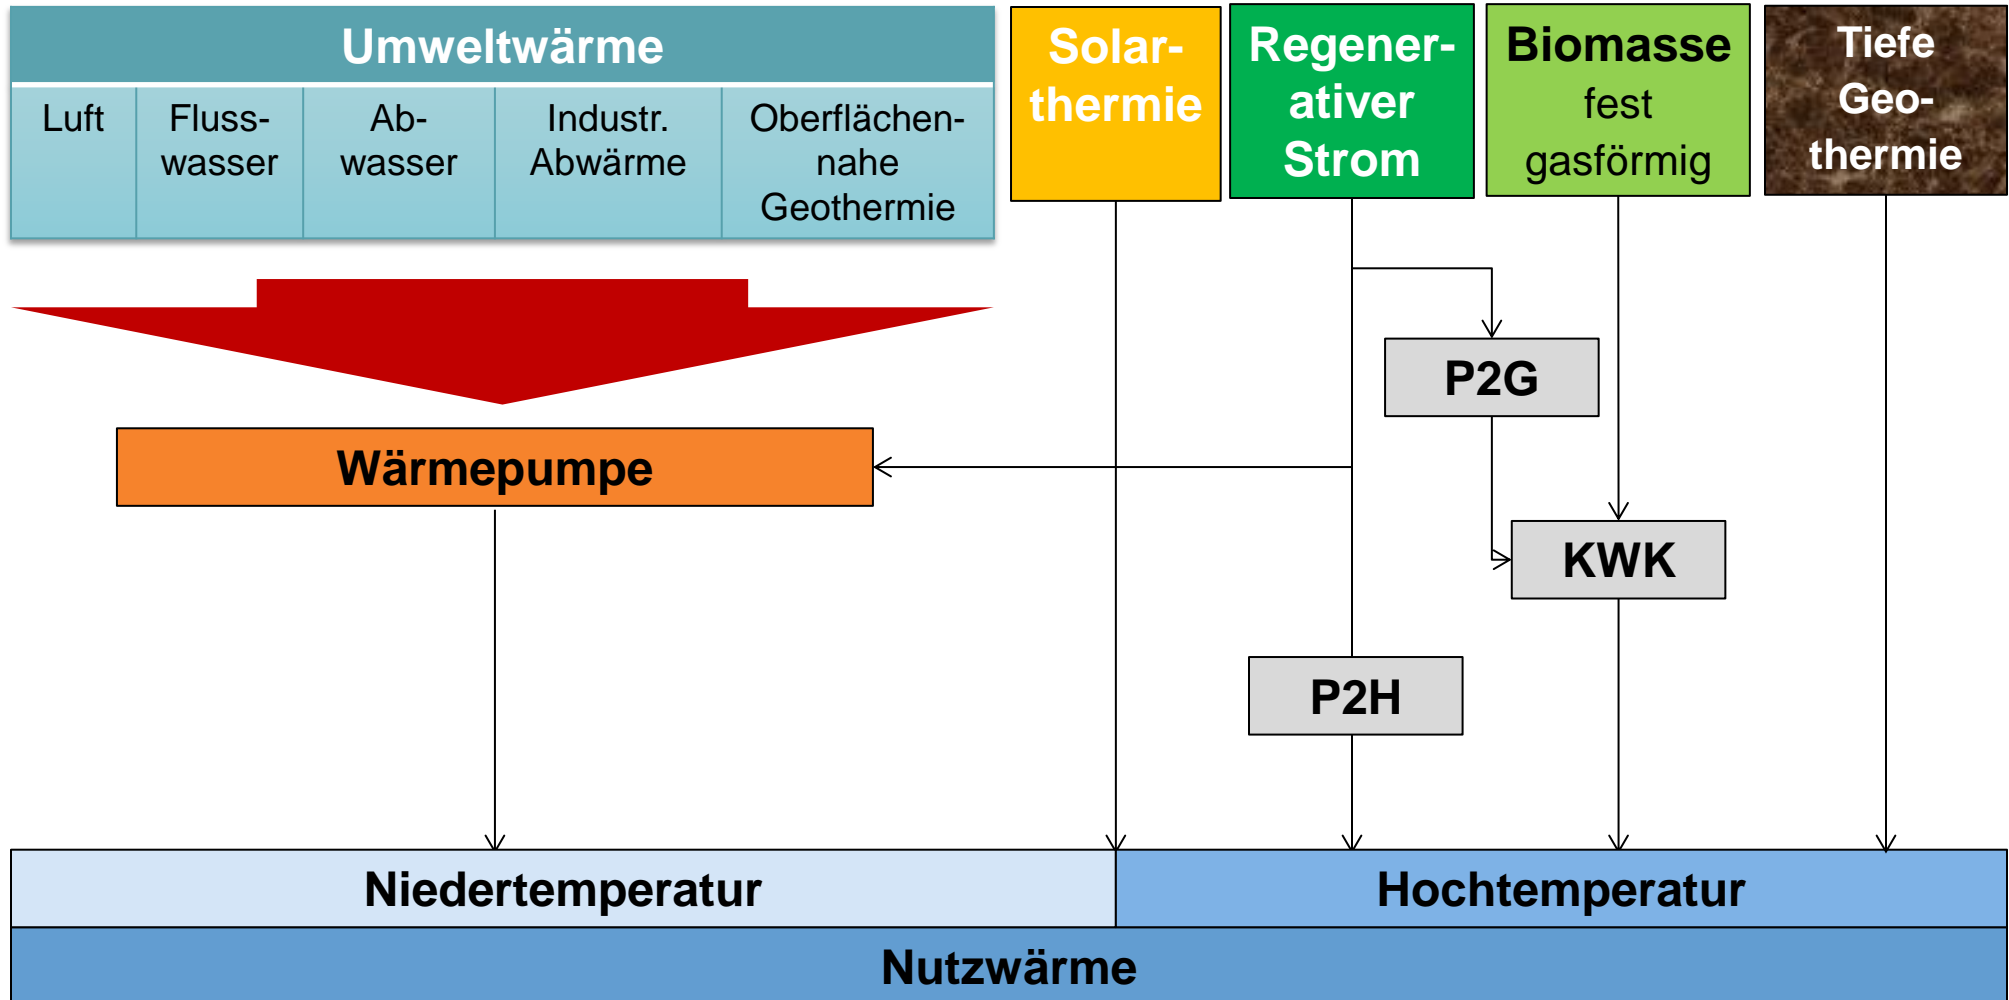 Umweltwärme
Luft
Fluss-
wasser
Ab-
wasser
Industr.
Abwärme
Oberflächen-
nahe
Geothermie
Solar-
thermie
Regener-
ativer
Strom
Biomasse
fest
gasförmig
Tiefe
Geo-
thermie
P2G
Wärmepumpe
KWK
P2H
Niedertemperatur
Hochtemperatur
Nutzwärme